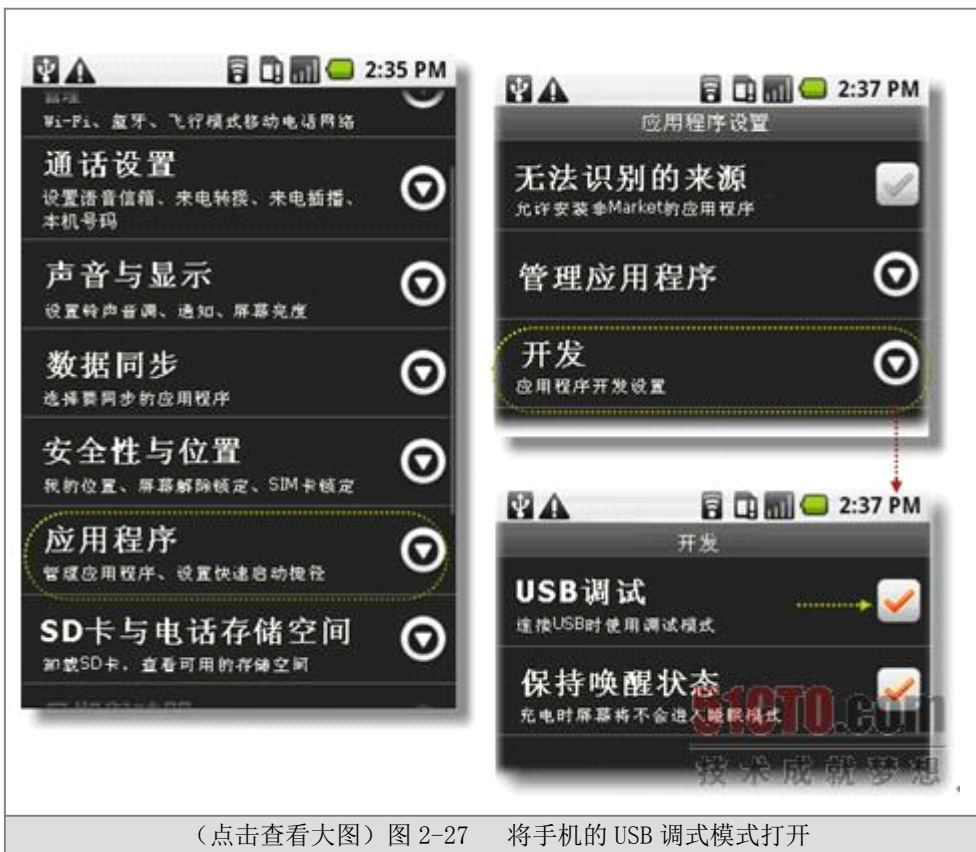 2:35 PM
管理
Wi-Fi、蓝牙、飞行模式移动电话网络
通话设置
设置语音信箱、来电转接、来电插播、
本机号码
声音与显示
设置铃声音调、通知、屏幕亮度
数据同步
选择要同步的应用程序
安全性与位置
我的位置、屏幕解除锁定、SIM卡锁定
应用程序
管理应用程序、设置快速启动捷径
SD卡与电话存储空间
卸载SD卡，查看可用的存储空间
2:37 PM
应用程序设置
无法识别的来源
允许安装非Market的应用程序
管理应用程序
开发
应用程序开发设置
2:37 PM
开发
USB调试
连接USB时使用调试模式
保持唤醒状态
充电时屏幕将不会进入睡眠模式
51CTO.com
技术成就梦想
（点击查看大图）图 2-27 将手机的 USB 调式模式打开